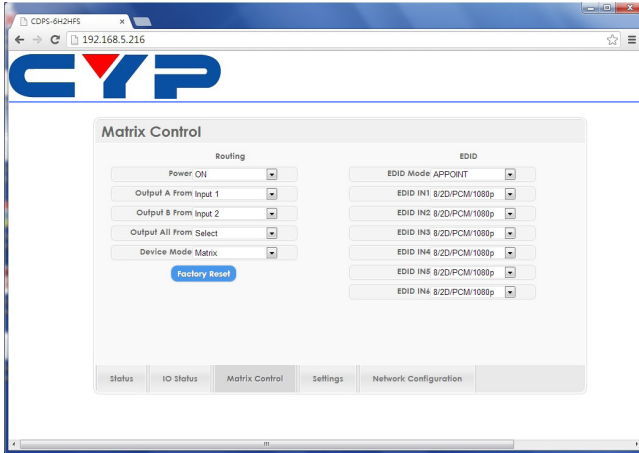 CDPS-6H2HFS
192.168.5.216
CYP
Matrix Control
Routing
Power ON
Output A From Input 1
Output B From Input 2
Output All From Select
Device Mode Matrix
Factory Reset
EDID
EDID Mode APPOINT
EDID IN1 8/2D/PCM/1080p
EDID IN2 8/2D/PCM/1080p
EDID IN3 8/2D/PCM/1080p
EDID IN4 8/2D/PCM/1080p
EDID IN5 8/2D/PCM/1080p
EDID IN6 8/2D/PCM/1080p
Status IO Status Matrix Control Settings Network Configuration